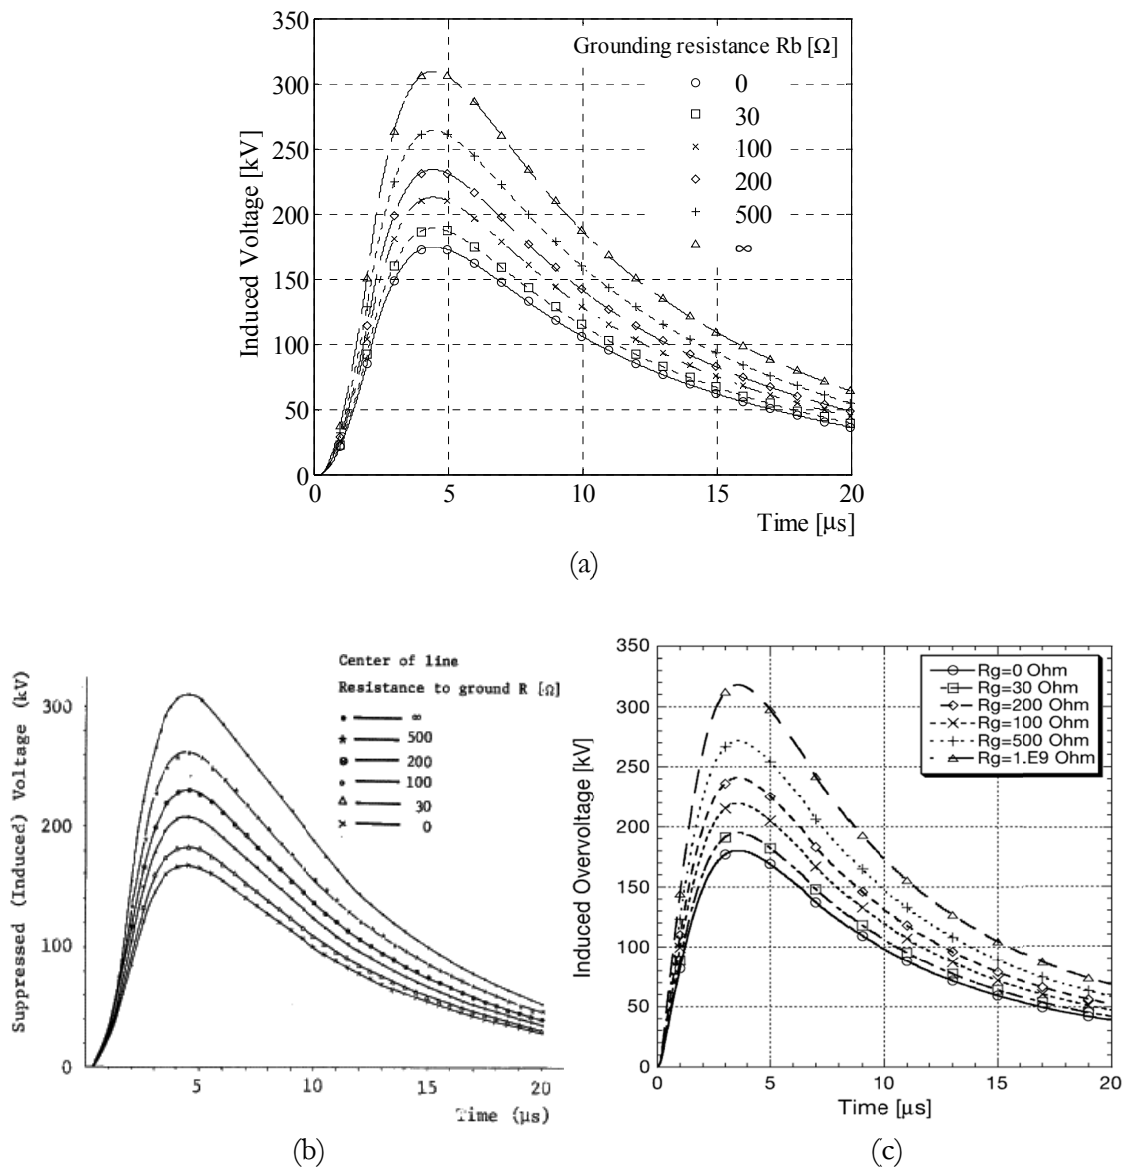 350
300
250
200
150
100
50
0
Induced Voltage [kV]
Grounding resistance Rb [Ω]
0
30
100
200
500
∞
0
5
10
15
20
Time [μs]
(a)
Suppressed (Induced) Voltage (kV)
300
200
100
0
Center of line
Resistance to ground R [Ω]
∞
500
200
100
30
0
5
10
15
20
Time (μs)
(b)
Induced Overvoltage [kV]
350
300
250
200
150
100
50
0
Rg=0 Ohm
Rg=30 Ohm
Rg=200 Ohm
Rg=100 Ohm
Rg=500 Ohm
Rg=1.E9 Ohm
0
5
10
15
20
Time [μs]
(c)